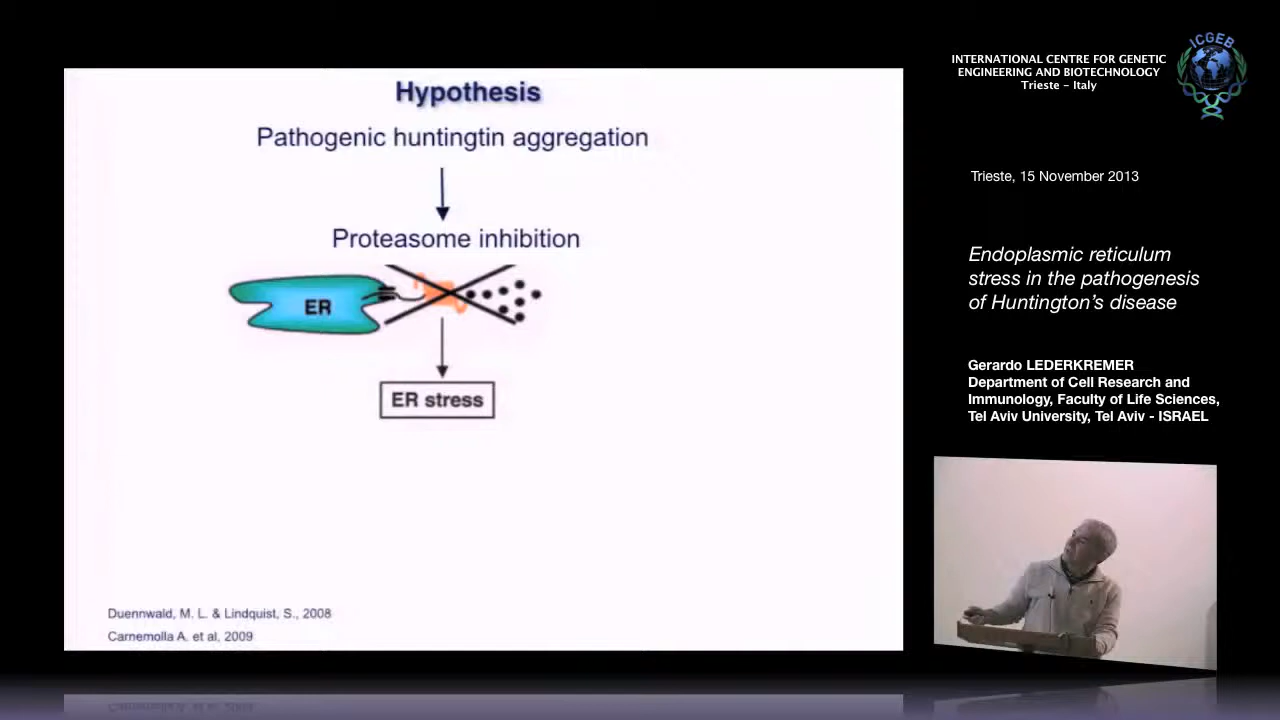 Hypothesis
Pathogenic huntingtin aggregation
Proteasome inhibition
ER
ER stress
Duennwald, M. L. & Lindquist, S., 2008
Carnemolla A. et al, 2009
INTERNATIONAL CENTRE FOR GENETIC
ENGINEERING AND BIOTECHNOLOGY
Trieste – Italy
ICGEB
Trieste, 15 November 2013
Endoplasmic reticulum
stress in the pathogenesis
of Huntington's disease
Gerardo LEDERKREMER
Department of Cell Research and
Immunology, Faculty of Life Sciences,
Tel Aviv University, Tel Aviv - ISRAEL